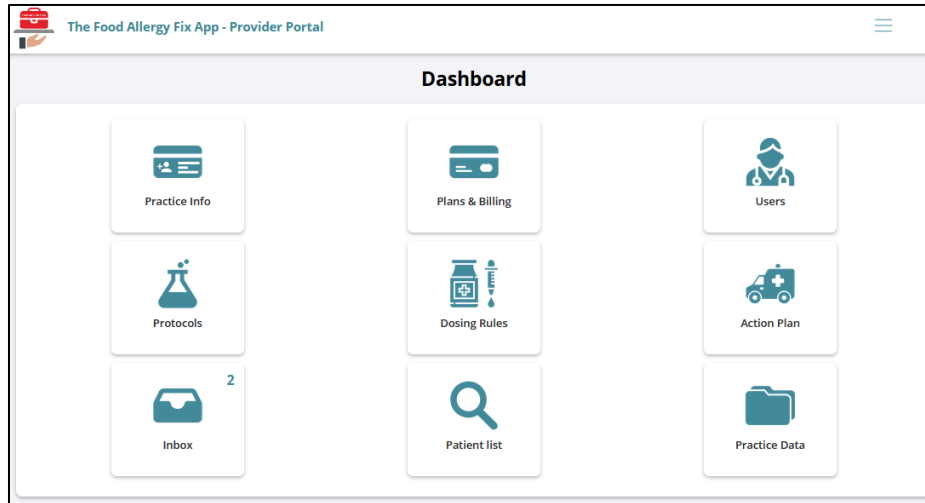 The Food Allergy Fix App - Provider Portal
Dashboard
Practice Info
Plans & Billing
Users
Protocols
Dosing Rules
Action Plan
2
Inbox
Patient list
Practice Data